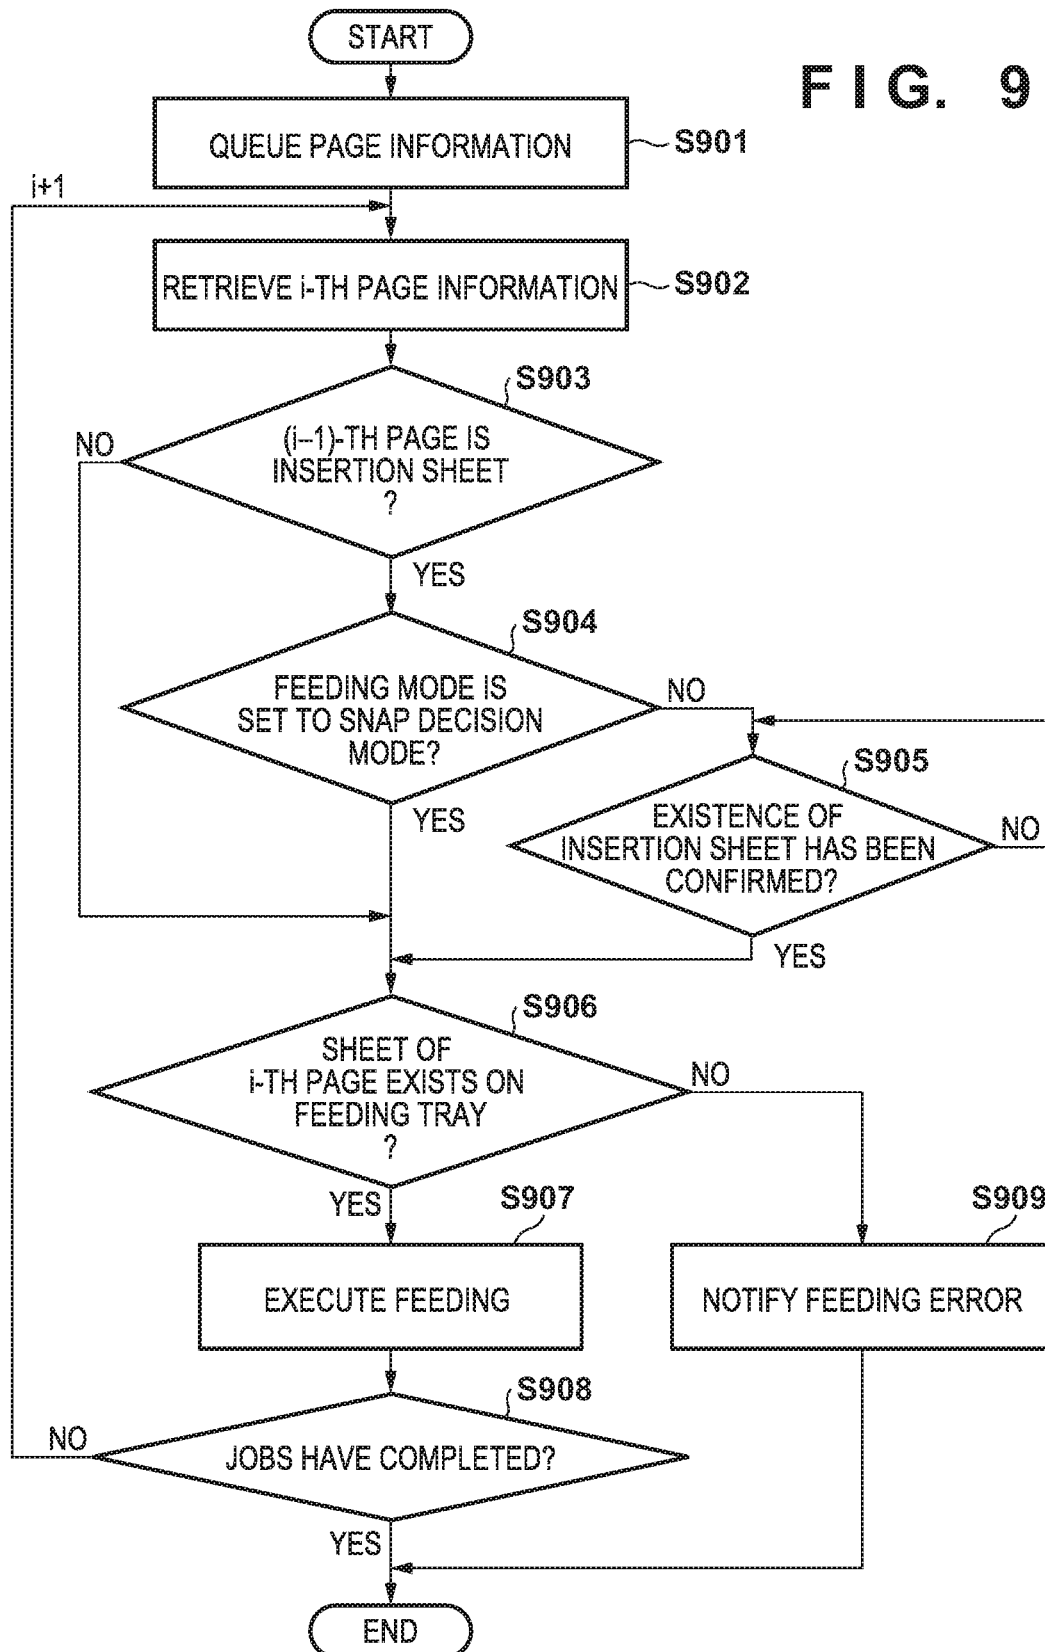 START
FIG. 9
QUEUE PAGE INFORMATION
S901
i+1
RETRIEVE i-TH PAGE INFORMATION
S902
S903
(i–1)-TH PAGE IS
INSERTION SHEET
?
NO
YES
S904
FEEDING MODE IS
SET TO SNAP DECISION
MODE?
NO
YES
S905
EXISTENCE OF
INSERTION SHEET HAS BEEN
CONFIRMED?
NO
YES
S906
SHEET OF
i-TH PAGE EXISTS ON
FEEDING TRAY
?
NO
YES
S907
EXECUTE FEEDING
S909
NOTIFY FEEDING ERROR
S908
JOBS HAVE COMPLETED?
NO
YES
END